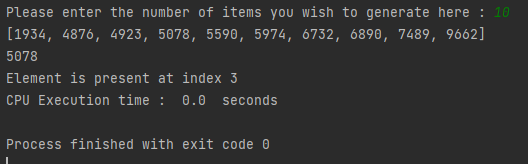 Please enter the number of items you wish to generate here : 10
[1934, 4876, 4923, 5078, 5590, 5974, 6732, 6890, 7489, 9662]
5078
Element is present at index 3
CPU Execution time :  0.0  seconds
Process finished with exit code 0